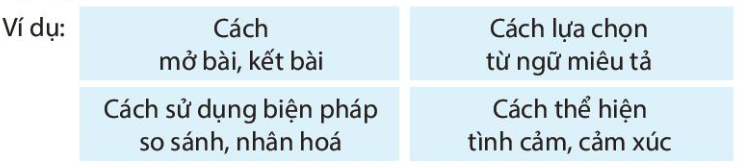 Ví dụ:
Cách
mở bài, kết bài
Cách lựa chọn
từ ngữ miêu tả
Cách sử dụng biện pháp
so sánh, nhân hoá
Cách thể hiện
tình cảm, cảm xúc